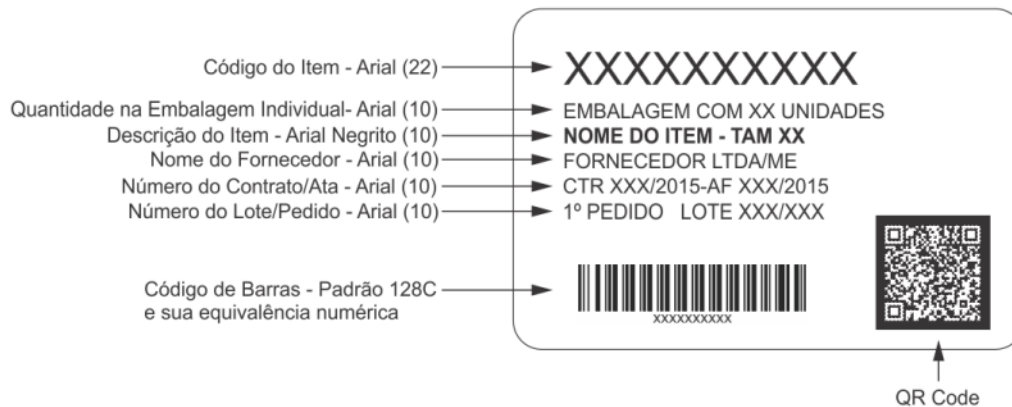 Código do Item - Arial (22)
XXXXXXXXXX
Quantidade na Embalagem Individual- Arial (10)
EMBALAGEM COM XX UNIDADES
Descrição do Item - Arial Negrito (10)
NOME DO ITEM - TAM XX
Nome do Fornecedor - Arial (10)
FORNECEDOR LTDA/ME
Número do Contrato/Ata - Arial (10)
CTR XXX/2015-AF XXX/2015
Número do Lote/Pedido - Arial (10)
1º PEDIDO LOTE XXX/XXX
Código de Barras - Padrão 128C
e sua equivalência numérica
XXXXXXXXXX
QR Code